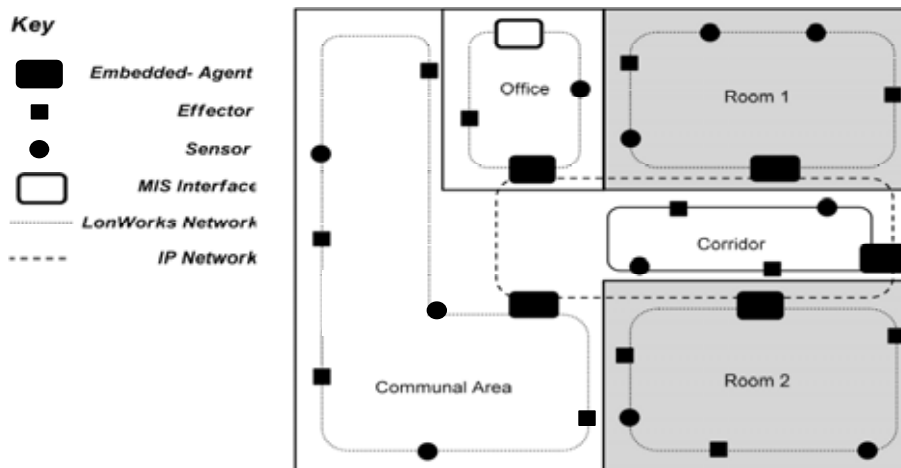 Key
Embedded- Agent
Effector
Sensor
MIS Interface
LonWorks Network
IP Network
Office
Room 1
Corridor
Communal Area
Room 2